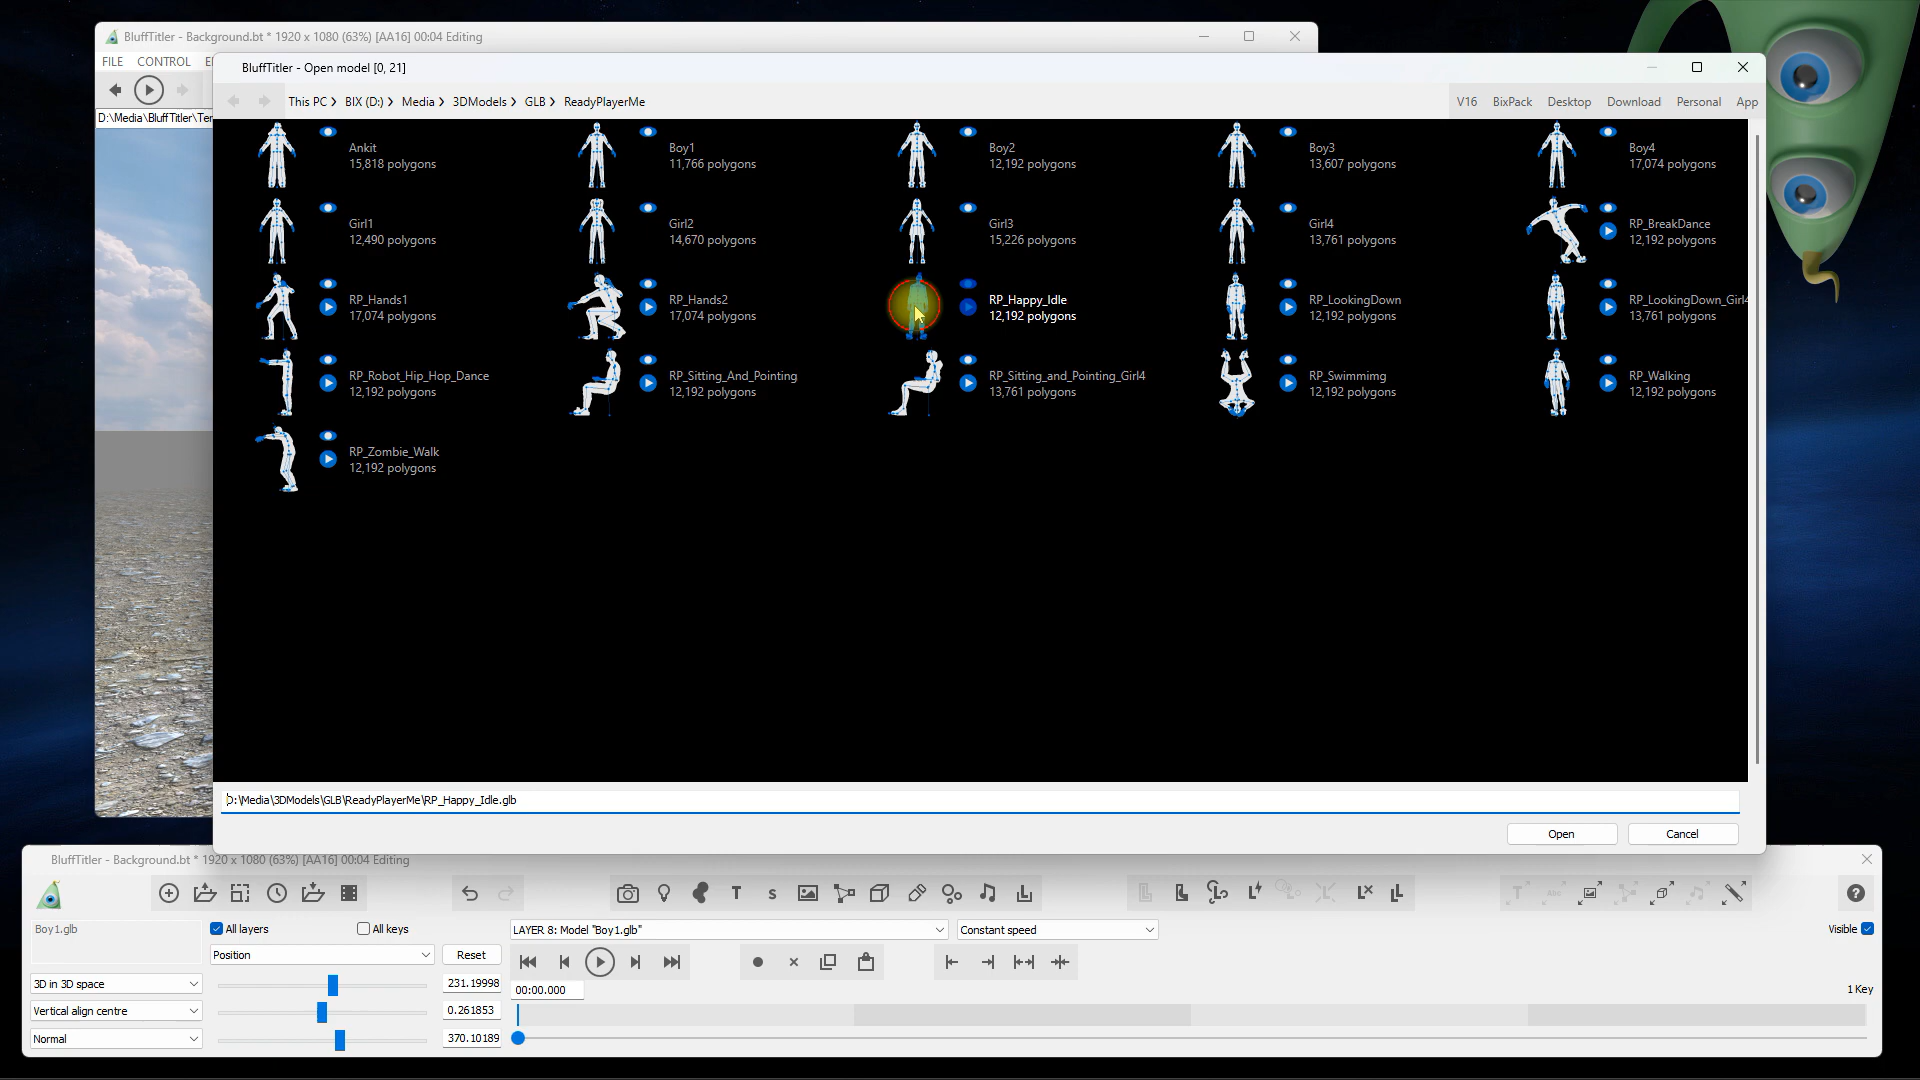 BluffTitler - Background.bt * 1920 x 1080 (63%) [AA16] 00:04 Editing
FILE CONTROL
BluffTitler - Open model [0, 21]
This PC > BIX (D:) > Media > 3DModels > GLB > ReadyPlayerMe
V16 BixPack Desktop Download Personal App
D:\Media\BluffTitler\Ter
Ankit
15,818 polygons
Boy1
11,766 polygons
Boy2
12,192 polygons
Boy3
13,607 polygons
Boy4
17,074 polygons
Girl1
12,490 polygons
Girl2
14,670 polygons
Girl3
15,226 polygons
Girl4
13,761 polygons
RP_BreakDance
12,192 polygons
RP_Hands1
17,074 polygons
RP_Hands2
17,074 polygons
RP_Happy_Idle
12,192 polygons
RP_LookingDown
12,192 polygons
RP_LookingDown_Girl4
13,761 polygons
RP_Robot_Hip_Hop_Dance
12,192 polygons
RP_Sitting_And_Pointing
12,192 polygons
RP_Sitting_and_Pointing_Girl4
13,761 polygons
RP_Swimmimg
12,192 polygons
RP_Walking
12,192 polygons
RP_Zombie_Walk
12,192 polygons
D:\Media\3DModels\GLB\ReadyPlayerMe\RP_Happy_Idle.glb
Open Cancel
BluffTitler - Background.bt * 1920 x 1080 (63%) [AA16] 00:04 Editing
T S
Boy1.glb
All layers All keys
LAYER 8: Model "Boy1.glb"
Constant speed
Visible
Position
Reset
3D in 3D space
231.19998
00:00.000
1 Key
Vertical align centre
0.261853
Normal
370.10189